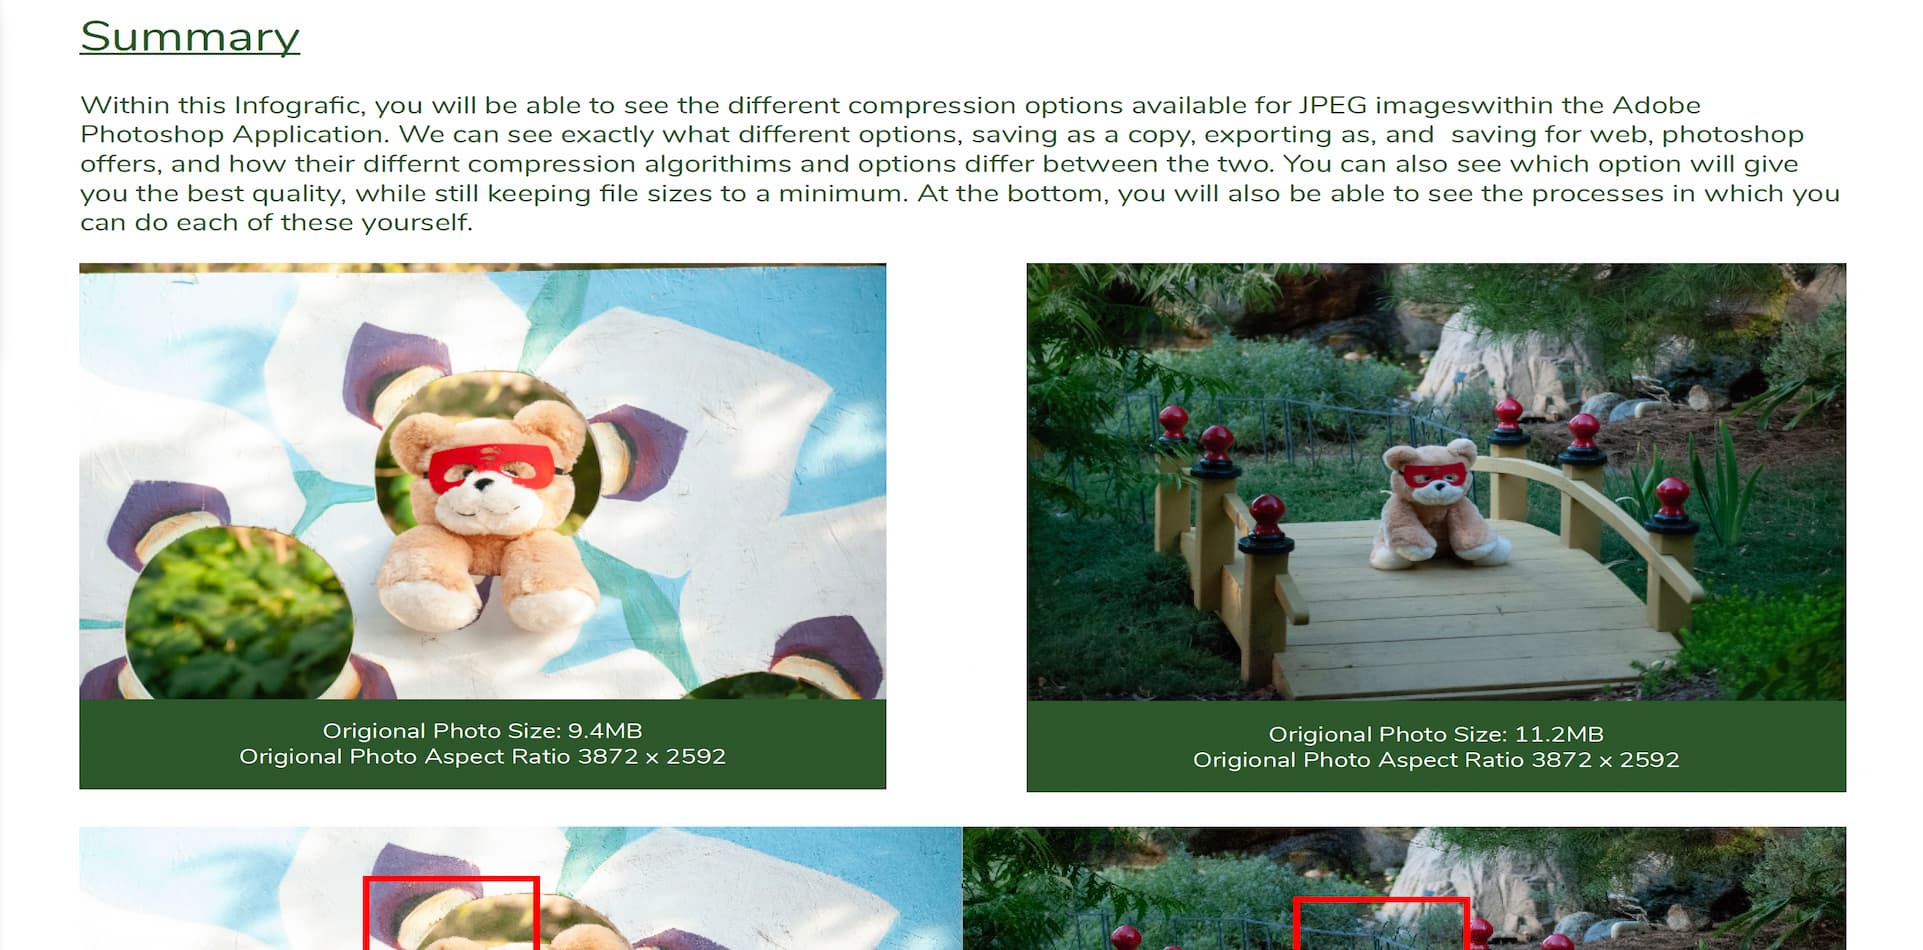 Summary
Within this Infografic, you will be able to see the different compression options available for JPEG imageswithin the Adobe
Photoshop Application. We can see exactly what different options, saving as a copy, exporting as, and  saving for web, photoshop
offers, and how their differnt compression algorithims and options differ between the two. You can also see which option will give
you the best quality, while still keeping file sizes to a minimum. At the bottom, you will also be able to see the processes in which you
can do each of these yourself.
Origional Photo Size: 9.4MB
Origional Photo Aspect Ratio 3872 x 2592
Origional Photo Size: 11.2MB
Origional Photo Aspect Ratio 3872 x 2592